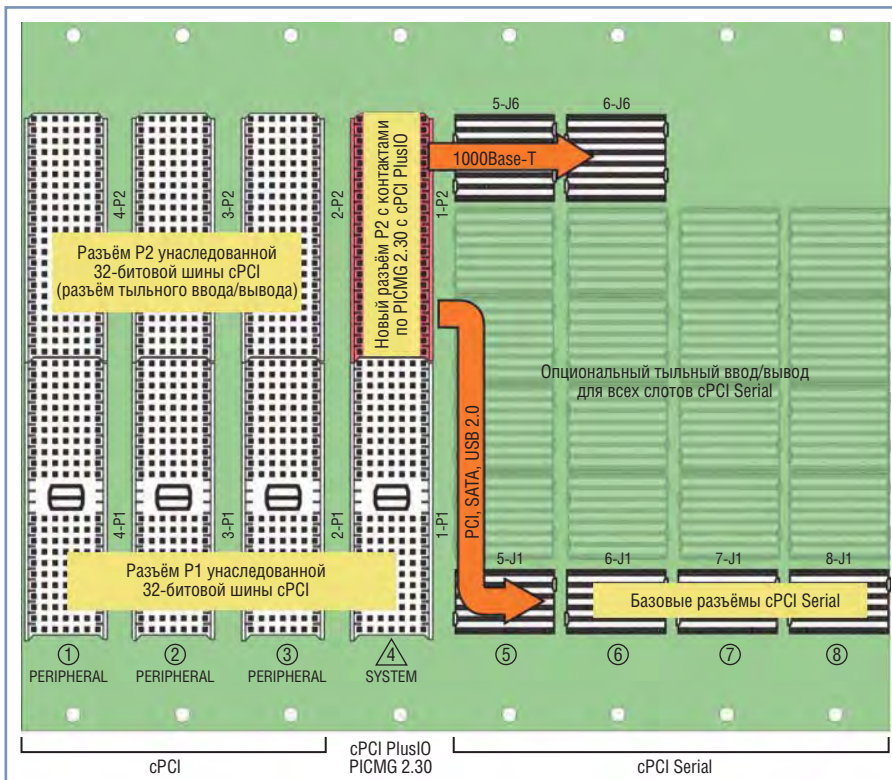 5-J6
6-J6
1000Base-T
4-P2
3-P2
2-P2
1-P2
Разъём P2 унаследованной
32-битовой шины cPCI
(разъём тыльного ввода/вывода)
Новый разъём P2 с контактами
по PICMG 2.30 с cPCI PlusIO
Опциональный тыльный ввод/вывод
для всех слотов cPCI Serial
PCI, SATA, USB 2.0
4-P1
3-P1
2-P1
1-P1
5-J1
6-J1
7-J1
8-J1
Разъём P1 унаследованной
32-битовой шины cPCI
Базовые разъёмы cPCI Serial
1
2
3
4
5
6
7
8
PERIPHERAL
PERIPHERAL
PERIPHERAL
SYSTEM
cPCI
cPCI PlusIO
PICMG 2.30
cPCI Serial